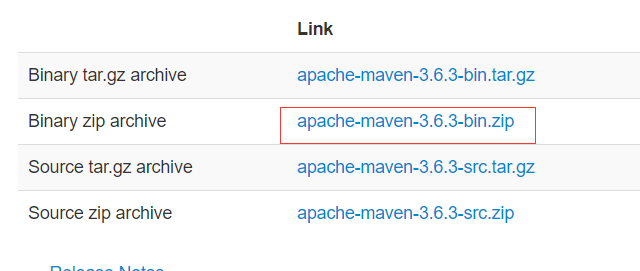 Link
Binary tar.gz archive apache-maven-3.6.3-bin.tar.gz
Binary zip archive apache-maven-3.6.3-bin.zip
Source tar.gz archive apache-maven-3.6.3-src.tar.gz
Source zip archive apache-maven-3.6.3-src.zip
Release Notes